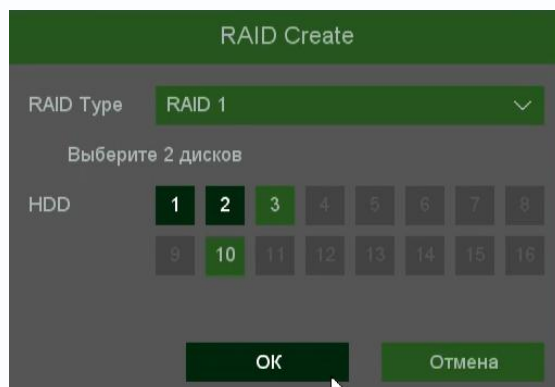 RAID Create
RAID Type RAID 1
Выберите 2 дисков
HDD 1 2 3 4 5 6 7 8
9 10 11 12 13 14 15 16
ОК Отмена